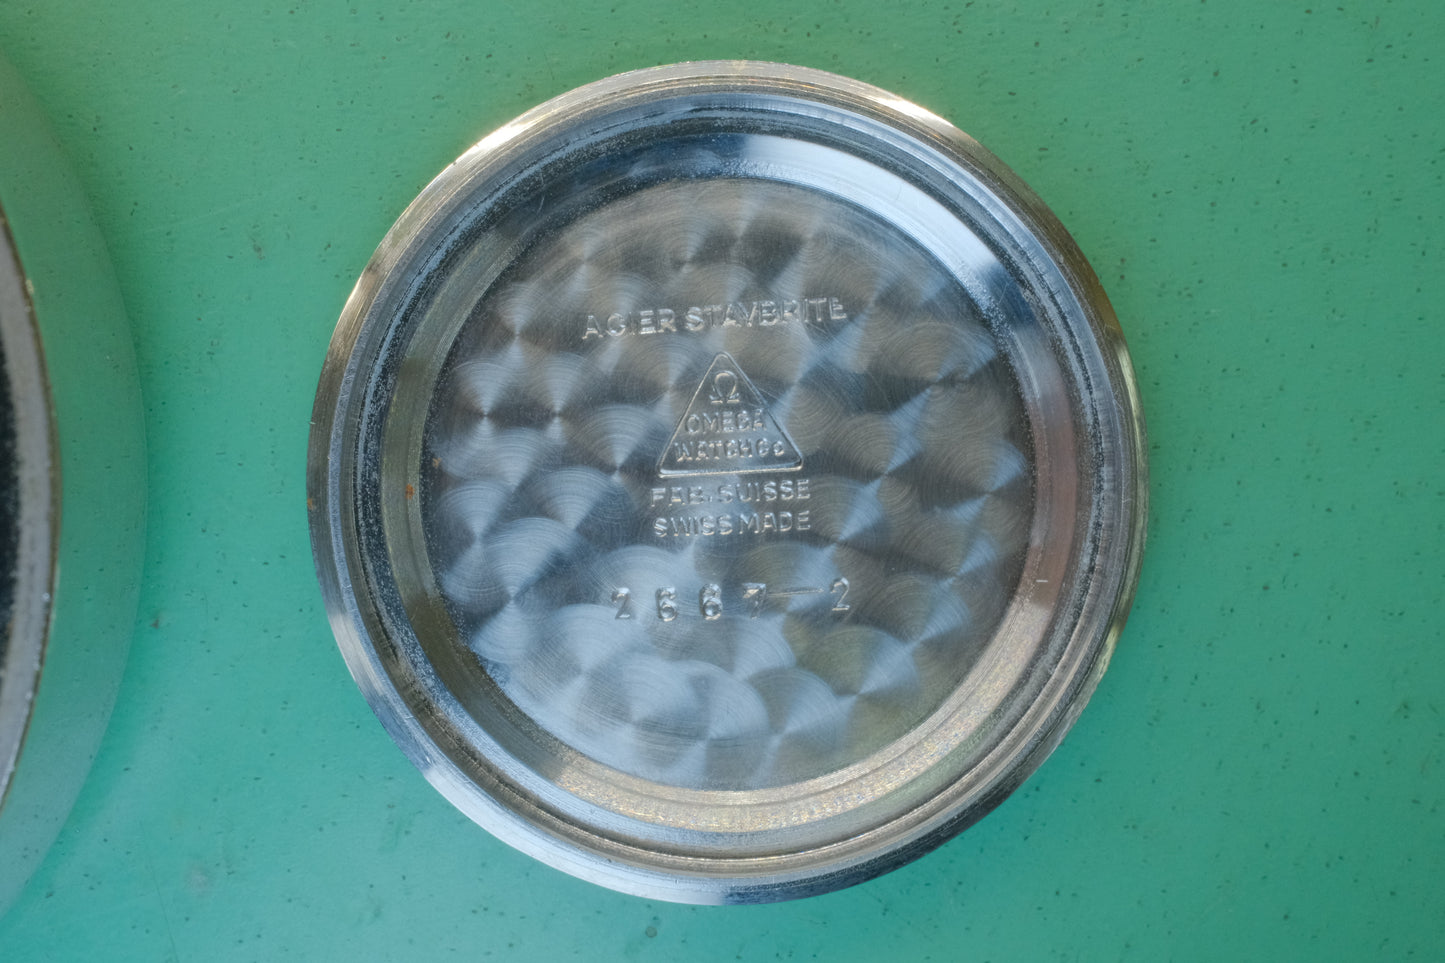 ACIER STAYBRITE
Ω
OMEGA
WATCH Co
FAB. SUISSE
SWISS MADE
2667-2